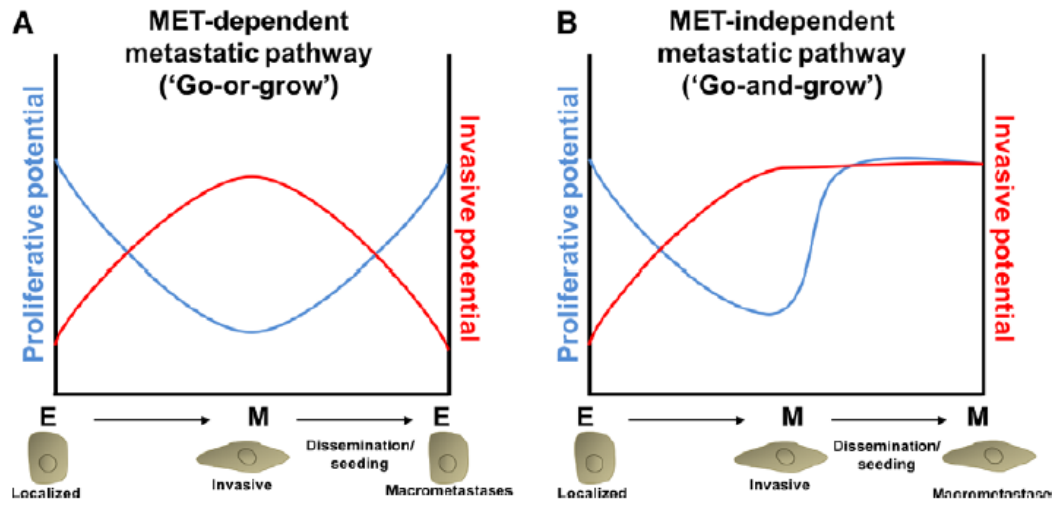 A
MET-dependent
metastatic pathway
('Go-or-grow')
Proliferative potential
Invasive potential
E
M
E
Localized
Invasive
Dissemination/
seeding
Macrometastases
B
MET-independent
metastatic pathway
('Go-and-grow')
Proliferative potential
Invasive potential
E
M
M
Localized
Invasive
Dissemination/
seeding
Macrometastase